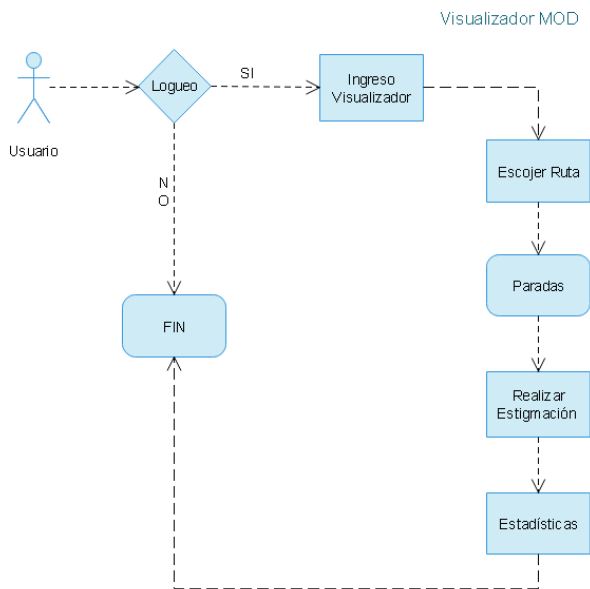 Visualizador MOD
Usuario
Logueo
SI
Ingreso
Visualizador
N
O
Escojer Ruta
Paradas
FIN
Realizar
Estigmación
Estadísticas